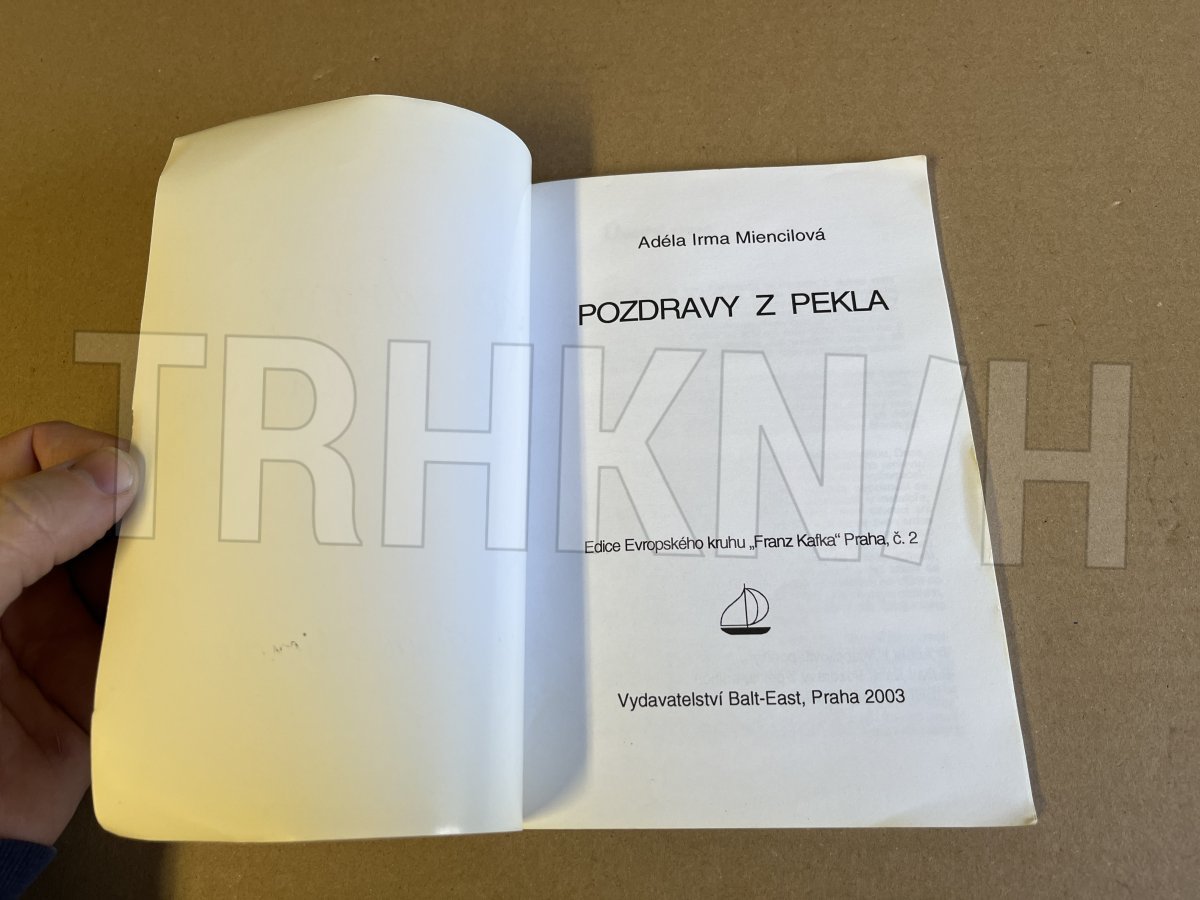 Adéla Irma Miencilová
POZDRAVY Z PEKLA
TRHKNIH
Edice Evropského kruhu „Franz Kafka“ Praha, č. 2
Vydavatelství Balt-East, Praha 2003